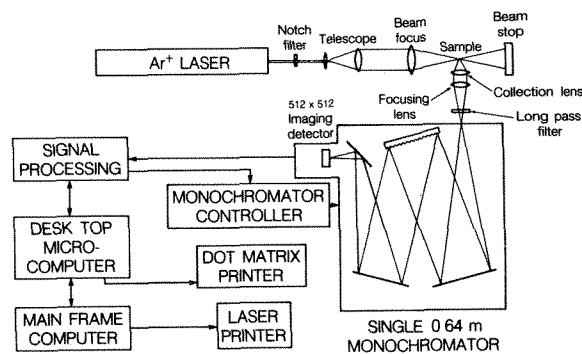 Ar+ LASER
Notch
filter
Telescope
Beam
focus
Sample
Beam
stop
Collection lens
Focusing
lens
Long pass
filter
512 x 512
Imaging
detector
SIGNAL
PROCESSING
MONOCHROMATOR
CONTROLLER
DESK TOP
MICRO-
COMPUTER
DOT MATRIX
PRINTER
MAIN FRAME
COMPUTER
LASER
PRINTER
SINGLE 0 64 m
MONOCHROMATOR